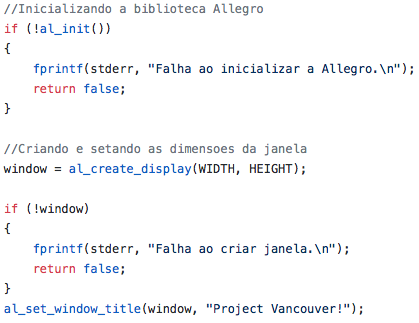 //Inicializando a biblioteca Allegro
if (!al_init())
{
    fprintf(stderr, "Falha ao inicializar a Allegro.\n");
    return false;
}

//Criando e setando as dimensoes da janela
window = al_create_display(WIDTH, HEIGHT);

if (!window)
{
    fprintf(stderr, "Falha ao criar janela.\n");
    return false;
}
al_set_window_title(window, "Project Vancouver!");